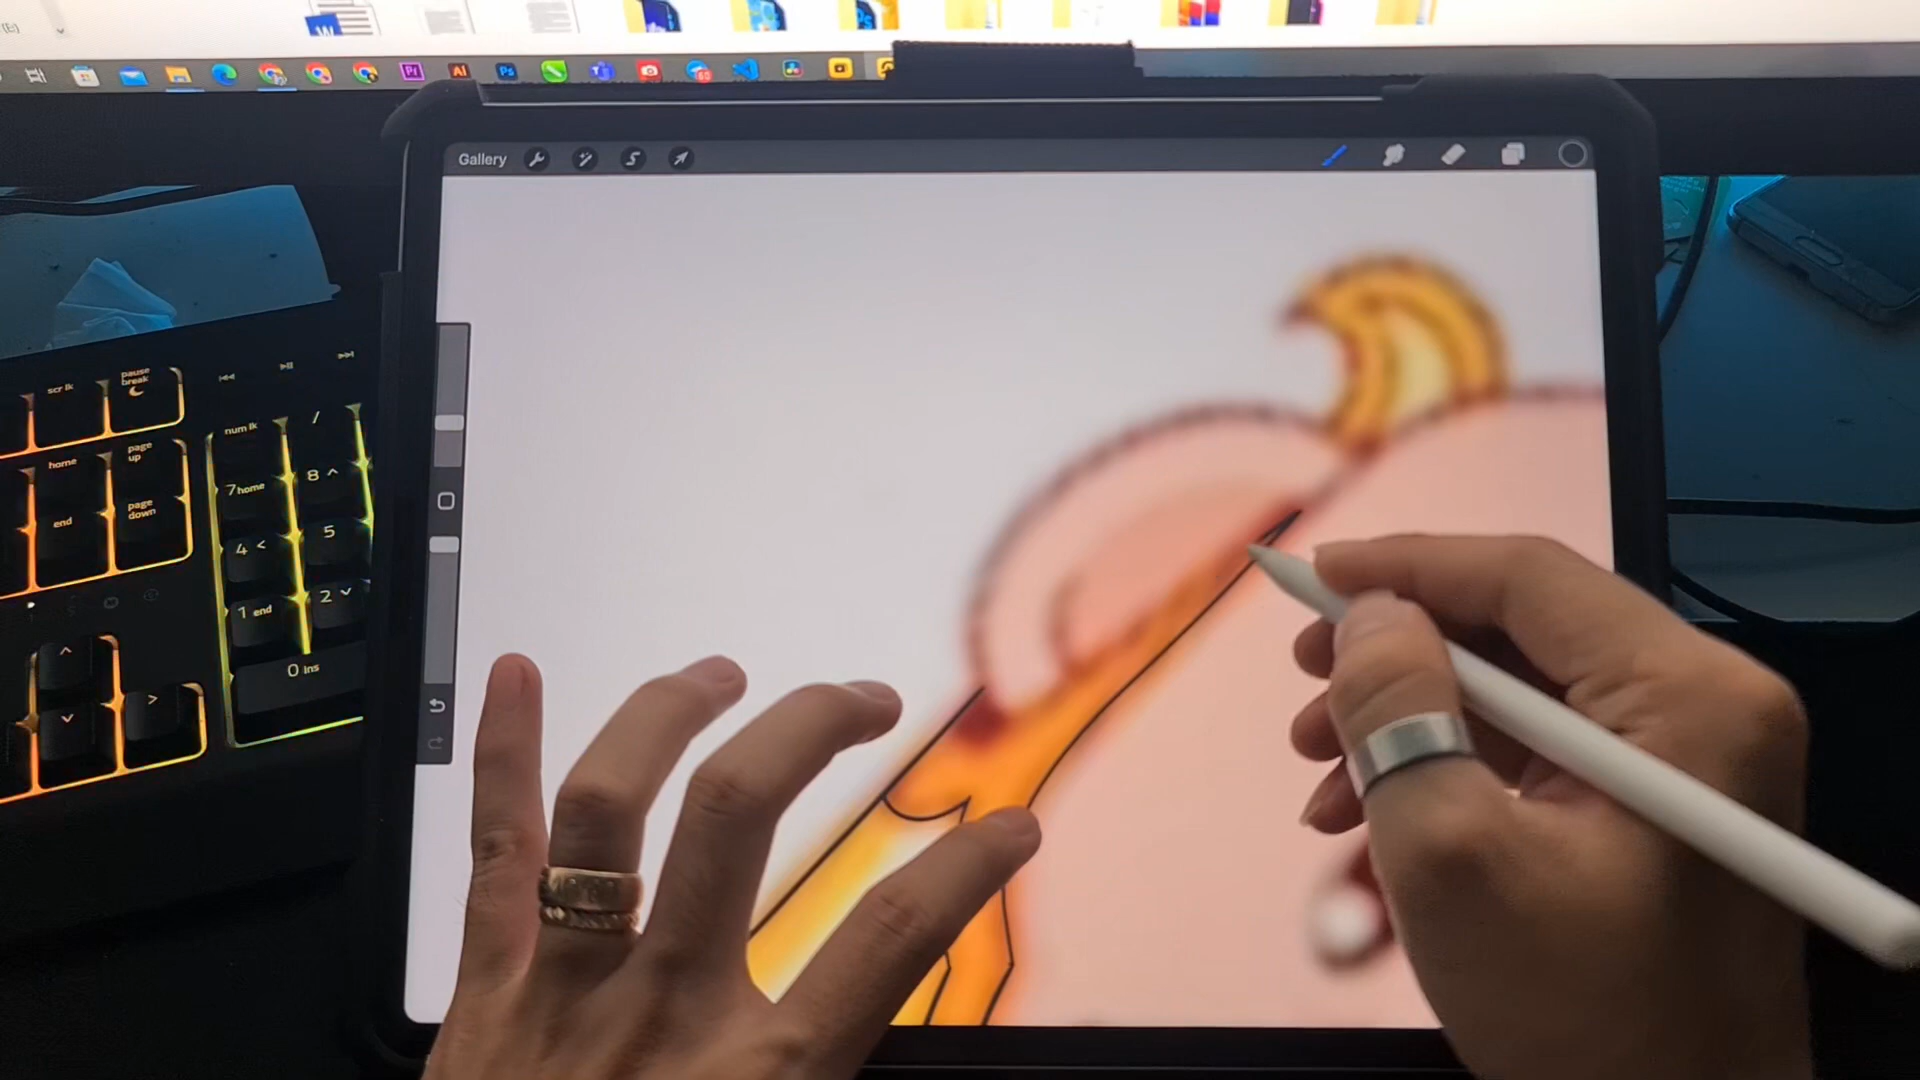 (E:)
W
Pr
Ai
Ps
60
Gallery
S
scr lk
pause
break
num lk
/
home
page
up
7 home
8 ^
end
page
down
4 <
5
1 end
2 ˅
0 ins
^
˅
>